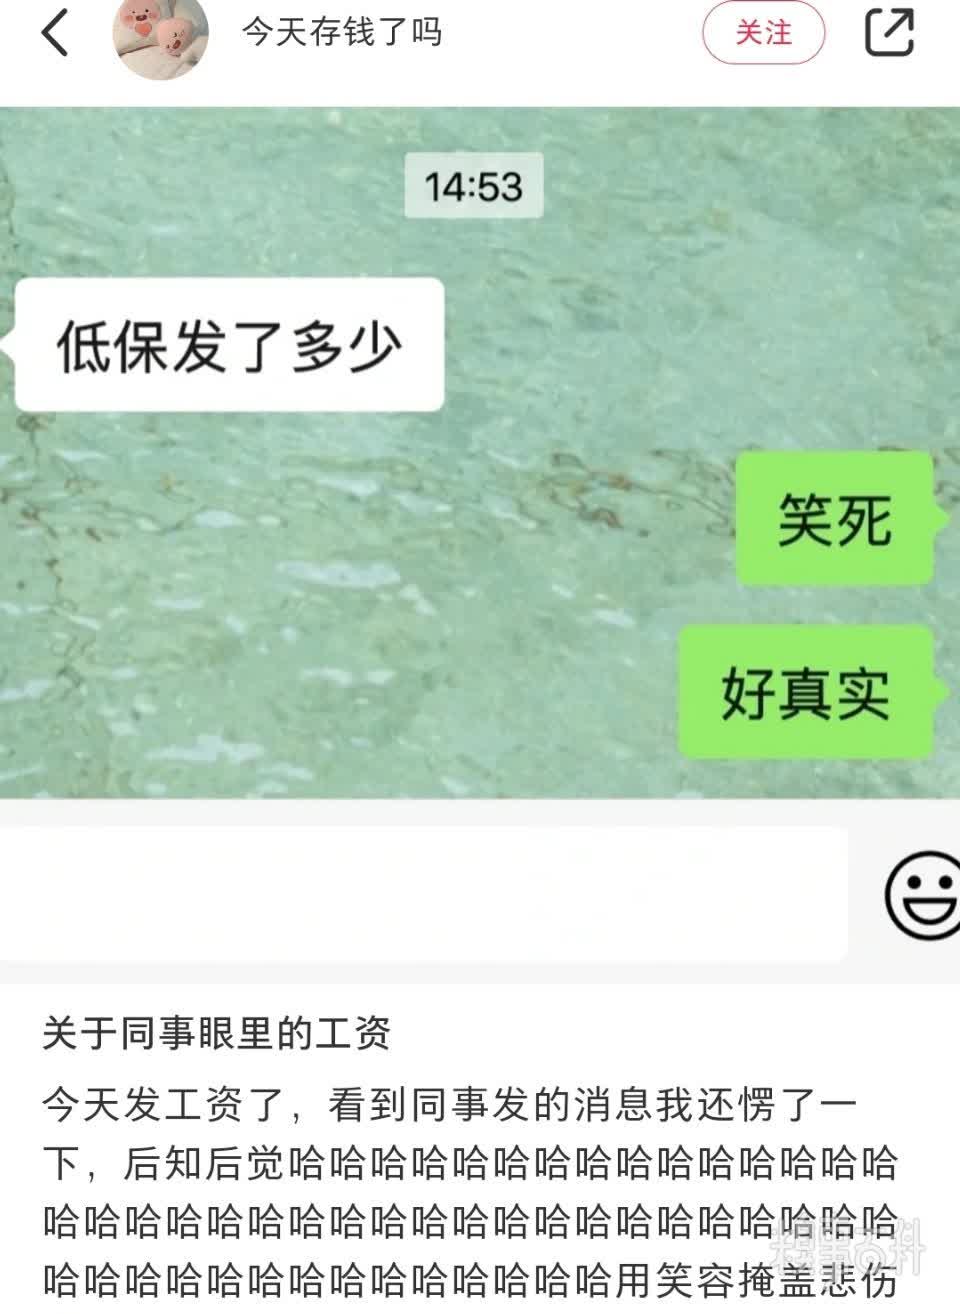 今天存钱了吗
关注
14:53
低保发了多少
笑死
好真实
关于同事眼里的工资
今天发工资了，看到同事发的消息我还愣了一
下，后知后觉哈哈哈哈哈哈哈哈哈哈哈哈哈哈哈
哈哈哈哈哈哈哈哈哈哈哈哈哈哈哈哈哈哈哈哈哈
哈哈哈哈哈哈哈哈哈哈哈哈哈哈用笑容掩盖悲伤
糗事百科